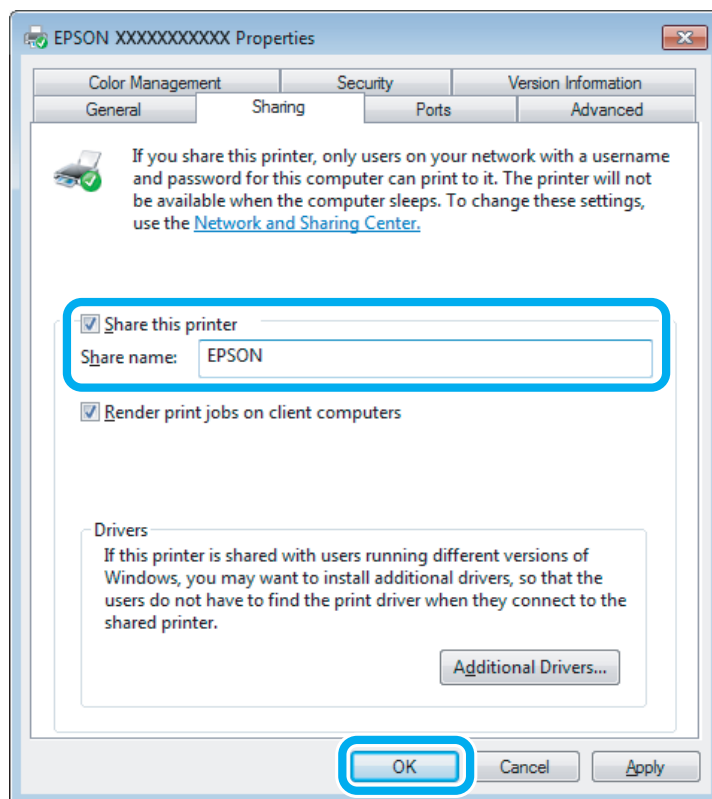 EPSON XXXXXXXXXXX Properties
Color Management Security Version Information
General Sharing Ports Advanced
If you share this printer, only users on your network with a username
and password for this computer can print to it. The printer will not
be available when the computer sleeps. To change these settings,
use the Network and Sharing Center.
Share this printer
Share name: EPSON
Render print jobs on client computers
Drivers
If this printer is shared with users running different versions of
Windows, you may want to install additional drivers, so that the
users do not have to find the print driver when they connect to the
shared printer.
Additional Drivers...
OK Cancel Apply